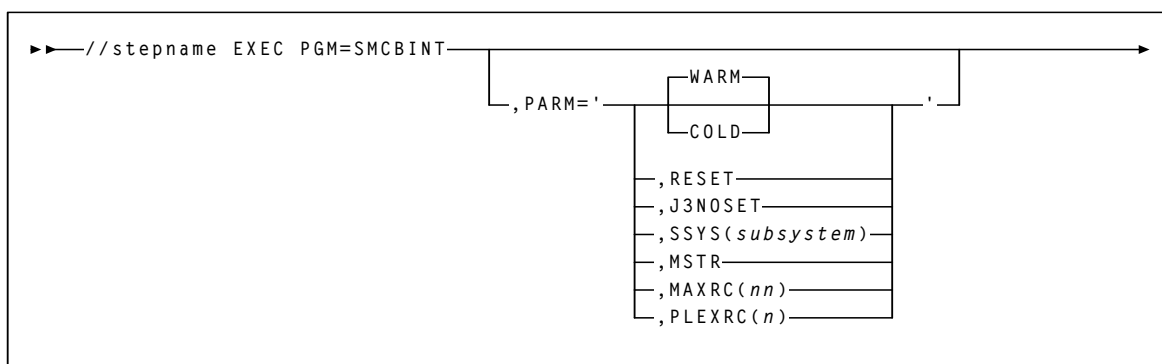 //stepname EXEC PGM=SMCBINT
WARM
,PARM=' '
COLD
,RESET
,J3NOSET
,SSYS(subsystem)
,MSTR
,MAXRC(nn)
,PLEXRC(n)